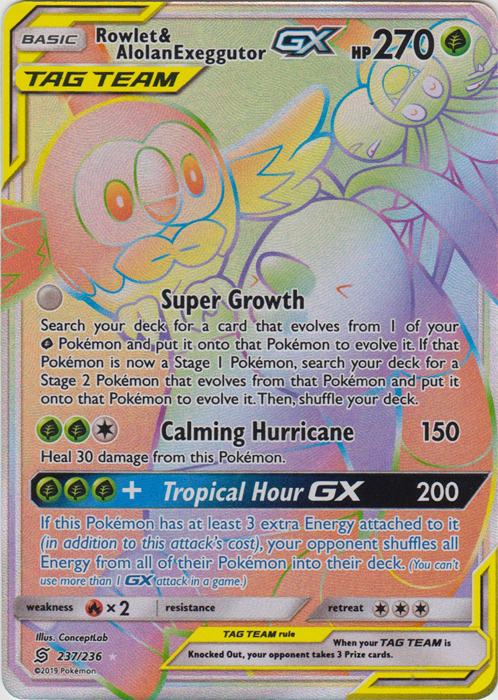 BASIC Rowlet& AlolanExeggutor GX HP 270
TAG TEAM
Super Growth
Search your deck for a card that evolves from 1 of your
Pokémon and put it onto that Pokémon to evolve it. If that
Pokémon is now a Stage 1 Pokémon, search your deck for a
Stage 2 Pokémon that evolves from that Pokémon and put it
onto that Pokémon to evolve it. Then, shuffle your deck.
Calming Hurricane 150
Heal 30 damage from this Pokémon.
+ Tropical Hour GX 200
If this Pokémon has at least 3 extra Energy attached to it
(in addition to this attack's cost), your opponent shuffles all
Energy from all of their Pokémon into their deck. (You can't
use more than 1 GX attack in a game.)
weakness × 2 resistance retreat
Illus. ConceptLab
237/236
©2019 Pokémon
TAG TEAM rule
When your TAG TEAM is
Knocked Out, your opponent takes 3 Prize cards.